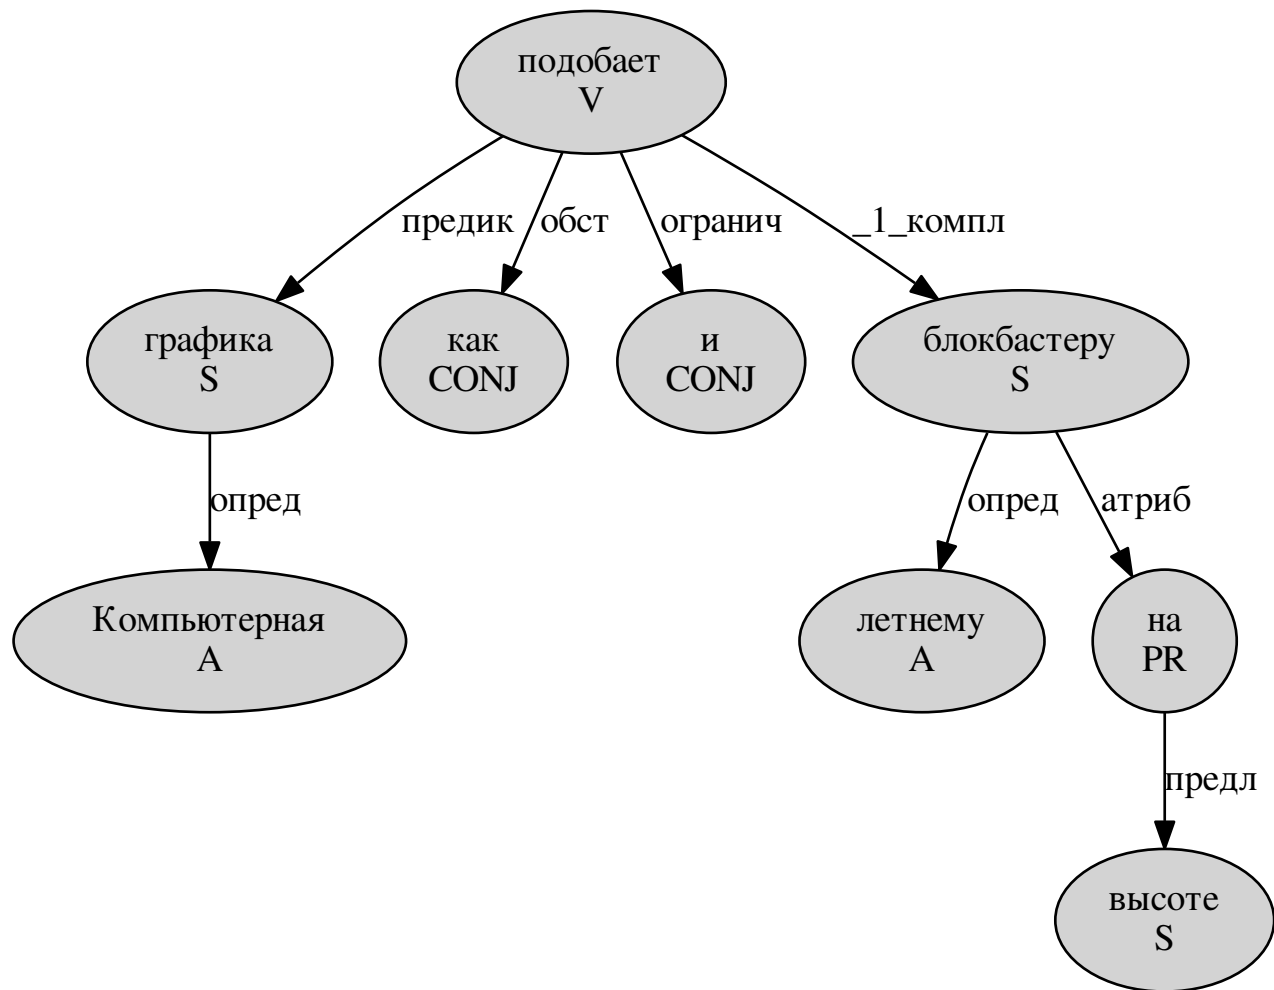 подобает
V
предик
обст
огранич
_1_компл
графика
S
как
CONJ
и
CONJ
блокбастеру
S
опред
опред
атриб
Компьютерная
A
летнему
A
на
PR
предл
высоте
S